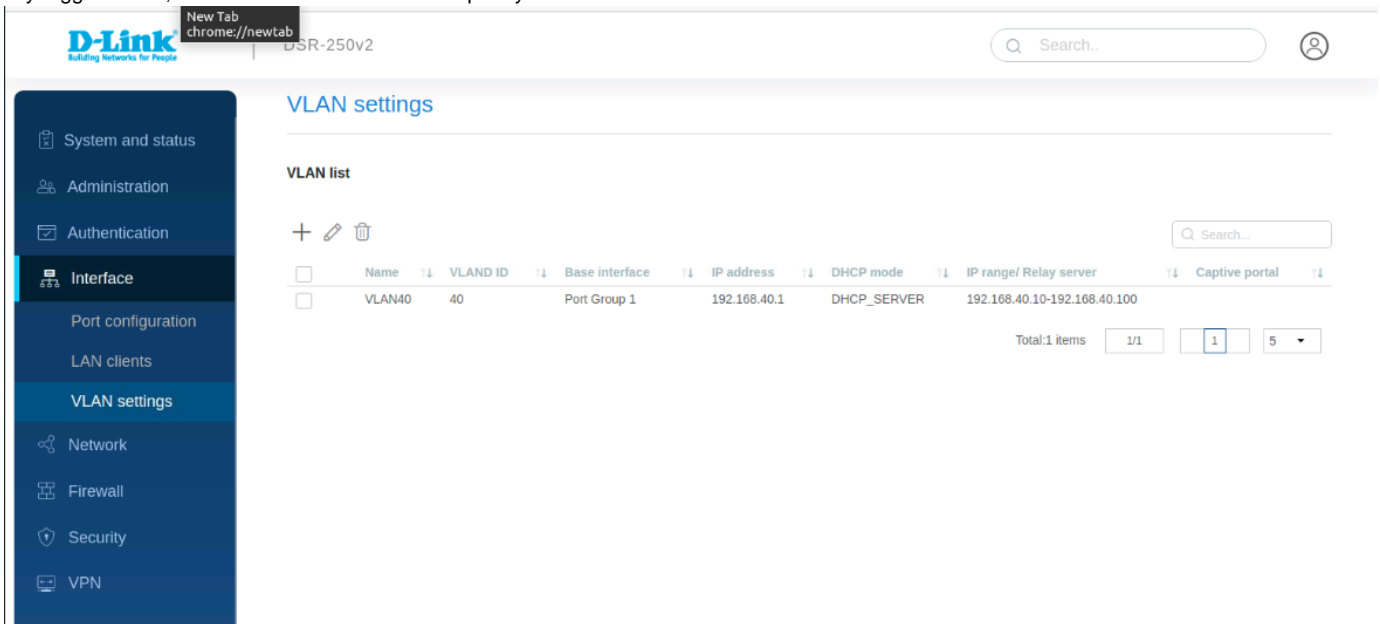 New Tab
chrome://newtab
D-Link
Building Networks for People
DSR-250v2
Search..
VLAN settings
System and status
Administration
Authentication
Interface
Port configuration
LAN clients
VLAN settings
Network
Firewall
Security
VPN
VLAN list
Search...
Name VLAND ID Base interface IP address DHCP mode IP range/ Relay server Captive portal
VLAN40 40 Port Group 1 192.168.40.1 DHCP_SERVER 192.168.40.10-192.168.40.100
Total:1 items 1/1 1 5